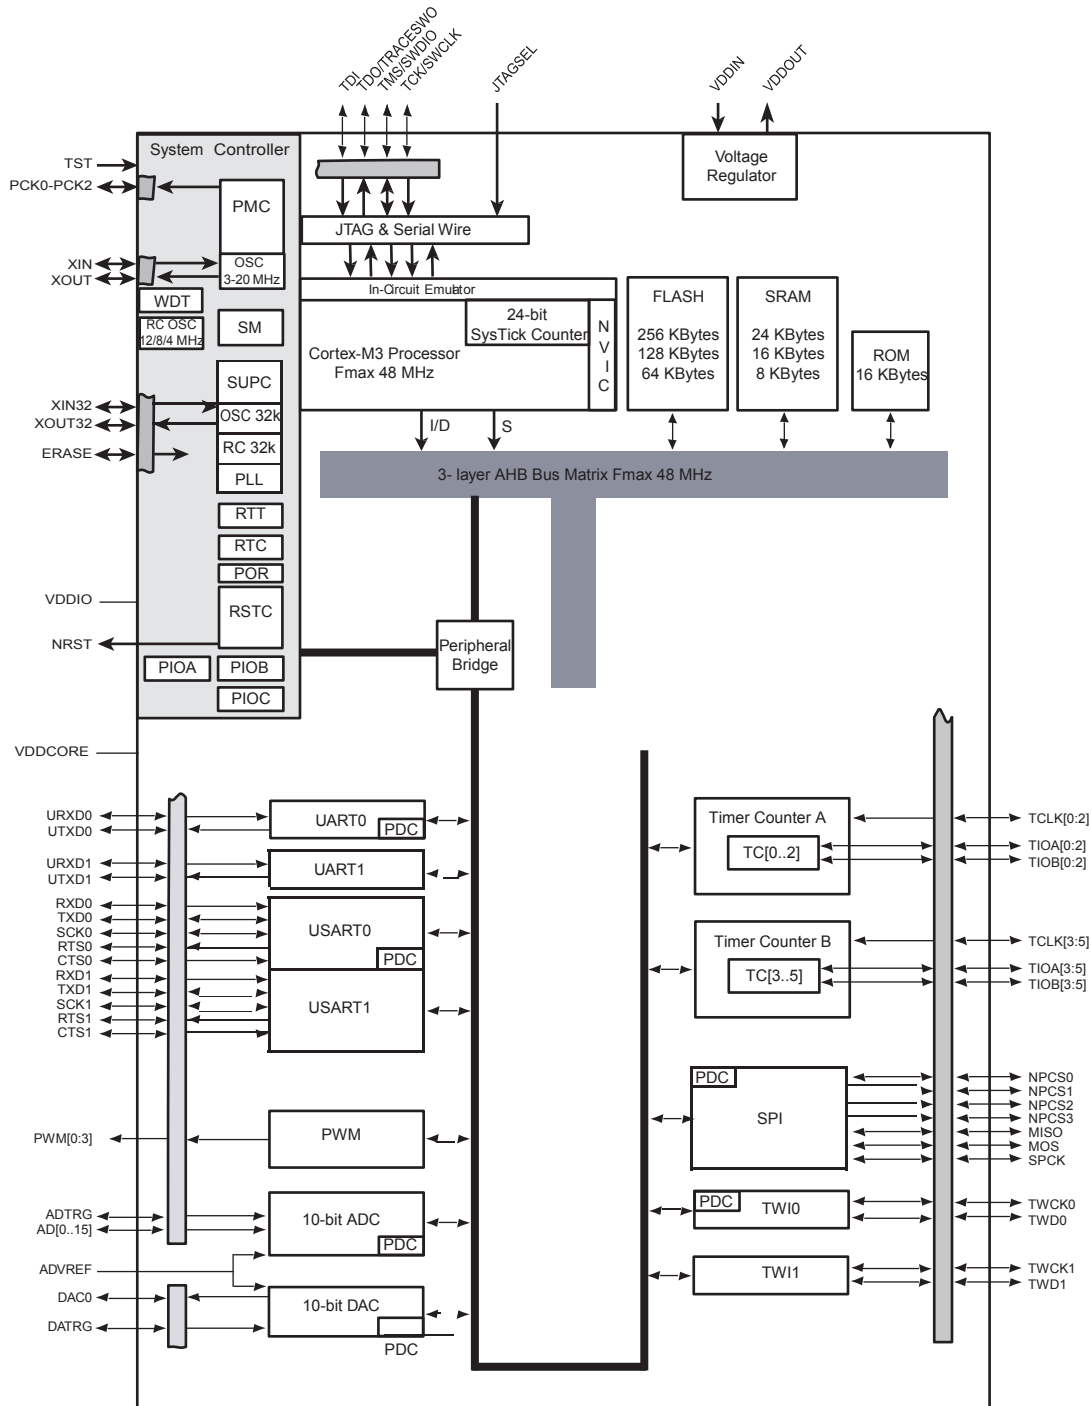 TDI
TDO/TRACESWO
TMS/SWDIO
TCK/SWCLK
JTAGSEL
VDDIN
VDDOUT
System Controller
Voltage
Regulator
TST
PCK0-PCK2
PMC
JTAG & Serial Wire
XIN
XOUT
OSC
3-20 MHz
In-Circuit Emulator
WDT
RC OSC
12/8/4 MHz
SM
24-bit
SysTick Counter
N
V
I
C
Cortex-M3 Processor
Fmax 48 MHz
FLASH
256 KBytes
128 KBytes
64 KBytes
SRAM
24 KBytes
16 KBytes
8 KBytes
ROM
16 KBytes
SUPC
XIN32
XOUT32
ERASE
OSC 32k
RC 32k
PLL
I/D
S
3- layer AHB Bus Matrix Fmax 48 MHz
RTT
RTC
POR
VDDIO
RSTC
NRST
PIOA
PIOB
PIOC
Peripheral
Bridge
VDDCORE
URXD0
UTXD0
UART0
PDC
URXD1
UTXD1
UART1
RXD0
TXD0
SCK0
RTS0
CTS0
USART0
PDC
RXD1
TXD1
SCK1
RTS1
CTS1
USART1
PWM[0:3]
PWM
ADTRG
AD[0..15]
10-bit ADC
PDC
ADVREF
DAC0
DATRG
10-bit DAC
PDC
Timer Counter A
TC[0..2]
TCLK[0:2]
TIOA[0:2]
TIOB[0:2]
Timer Counter B
TC[3..5]
TCLK[3:5]
TIOA[3:5]
TIOB[3:5]
PDC
SPI
NPCS0
NPCS1
NPCS2
NPCS3
MISO
MOS
SPCK
PDC
TWI0
TWCK0
TWD0
TWI1
TWCK1
TWD1